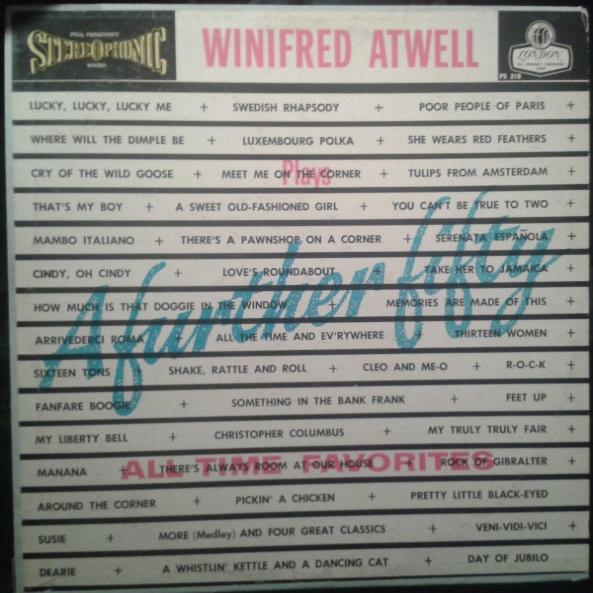 FULL FREQUENCY
STEREOPHONIC
SOUND
WINIFRED ATWELL
LONDON
PS 218
LUCKY, LUCKY, LUCKY ME + SWEDISH RHAPSODY + POOR PEOPLE OF PARIS +
WHERE WILL THE DIMPLE BE + LUXEMBOURG POLKA + SHE WEARS RED FEATHERS +
CRY OF THE WILD GOOSE + MEET ME ON THE CORNER + TULIPS FROM AMSTERDAM +
Plays
THAT'S MY BOY + A SWEET OLD-FASHIONED GIRL + YOU CAN'T BE TRUE TO TWO +
MAMBO ITALIANO + THERE'S A PAWNSHOP ON A CORNER + SERENATA ESPAÑOLA +
CINDY, OH CINDY + LOVE'S ROUNDABOUT + TAKE HER TO JAMAICA +
A further fifty
HOW MUCH IS THAT DOGGIE IN THE WINDOW + MEMORIES ARE MADE OF THIS +
ARRIVEDERCI ROMA + ALL THE TIME AND EV'RYWHERE + THIRTEEN WOMEN +
SIXTEEN TONS + SHAKE, RATTLE AND ROLL + CLEO AND ME-O + R-O-C-K +
FANFARE BOOGIE + SOMETHING IN THE BANK FRANK + FEET UP +
MY LIBERTY BELL + CHRISTOPHER COLUMBUS + MY TRULY TRULY FAIR +
MANANA + THERE'S ALWAYS ROOM AT OUR HOUSE + ROCK OF GIBRALTER +
ALL-TIME FAVORITES
AROUND THE CORNER + PICKIN' A CHICKEN + PRETTY LITTLE BLACK-EYED
SUSIE + MORE (Medley) AND FOUR GREAT CLASSICS + VENI-VIDI-VICI +
DEARIE + A WHISTLIN' KETTLE AND A DANCING CAT + DAY OF JUBILO